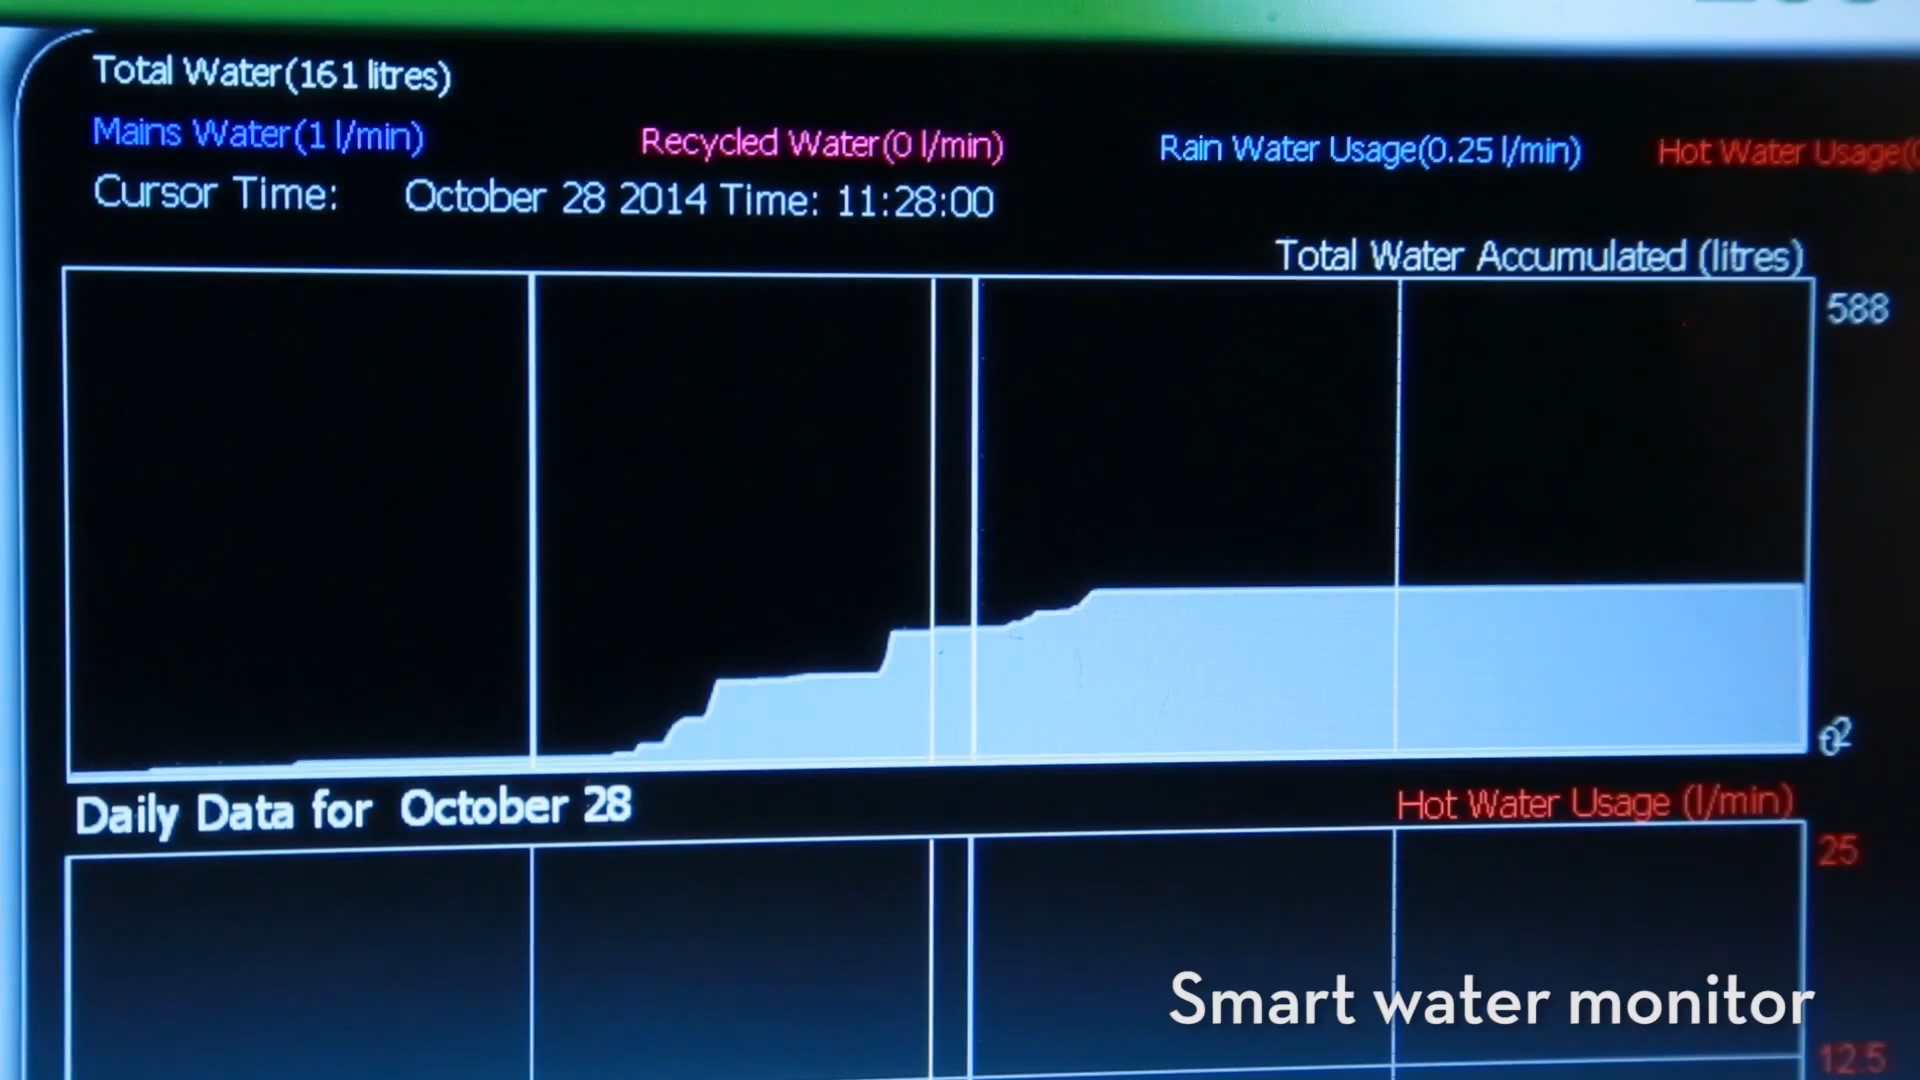 Total Water(161 litres)
Mains Water(1 l/min) Recycled Water(0 l/min) Rain Water Usage(0.25 l/min) Hot Water Usage(0
Cursor Time: October 28 2014 Time: 11:28:00
Total Water Accumulated (litres)
588
Daily Data for October 28
Hot Water Usage (l/min)
25
Smart water monitor
12.5